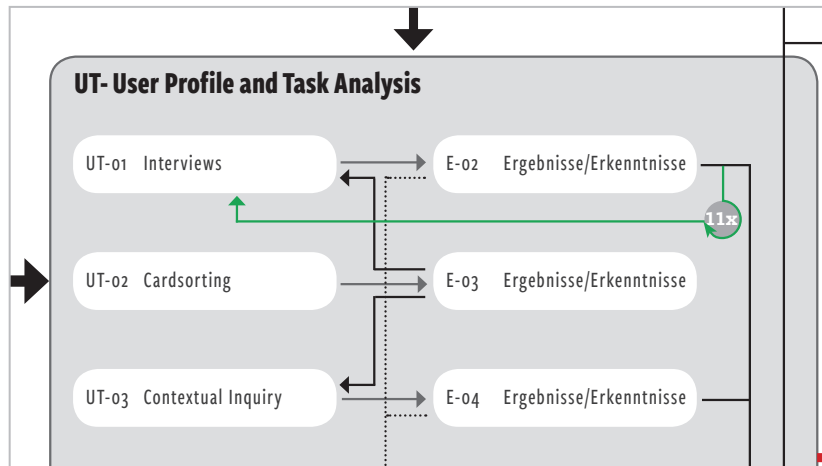 UT- User Profile and Task Analysis
UT-01 Interviews
E-02 Ergebnisse/Erkenntnisse
11x
UT-02 Cardsorting
E-03 Ergebnisse/Erkenntnisse
UT-03 Contextual Inquiry
E-04 Ergebnisse/Erkenntnisse